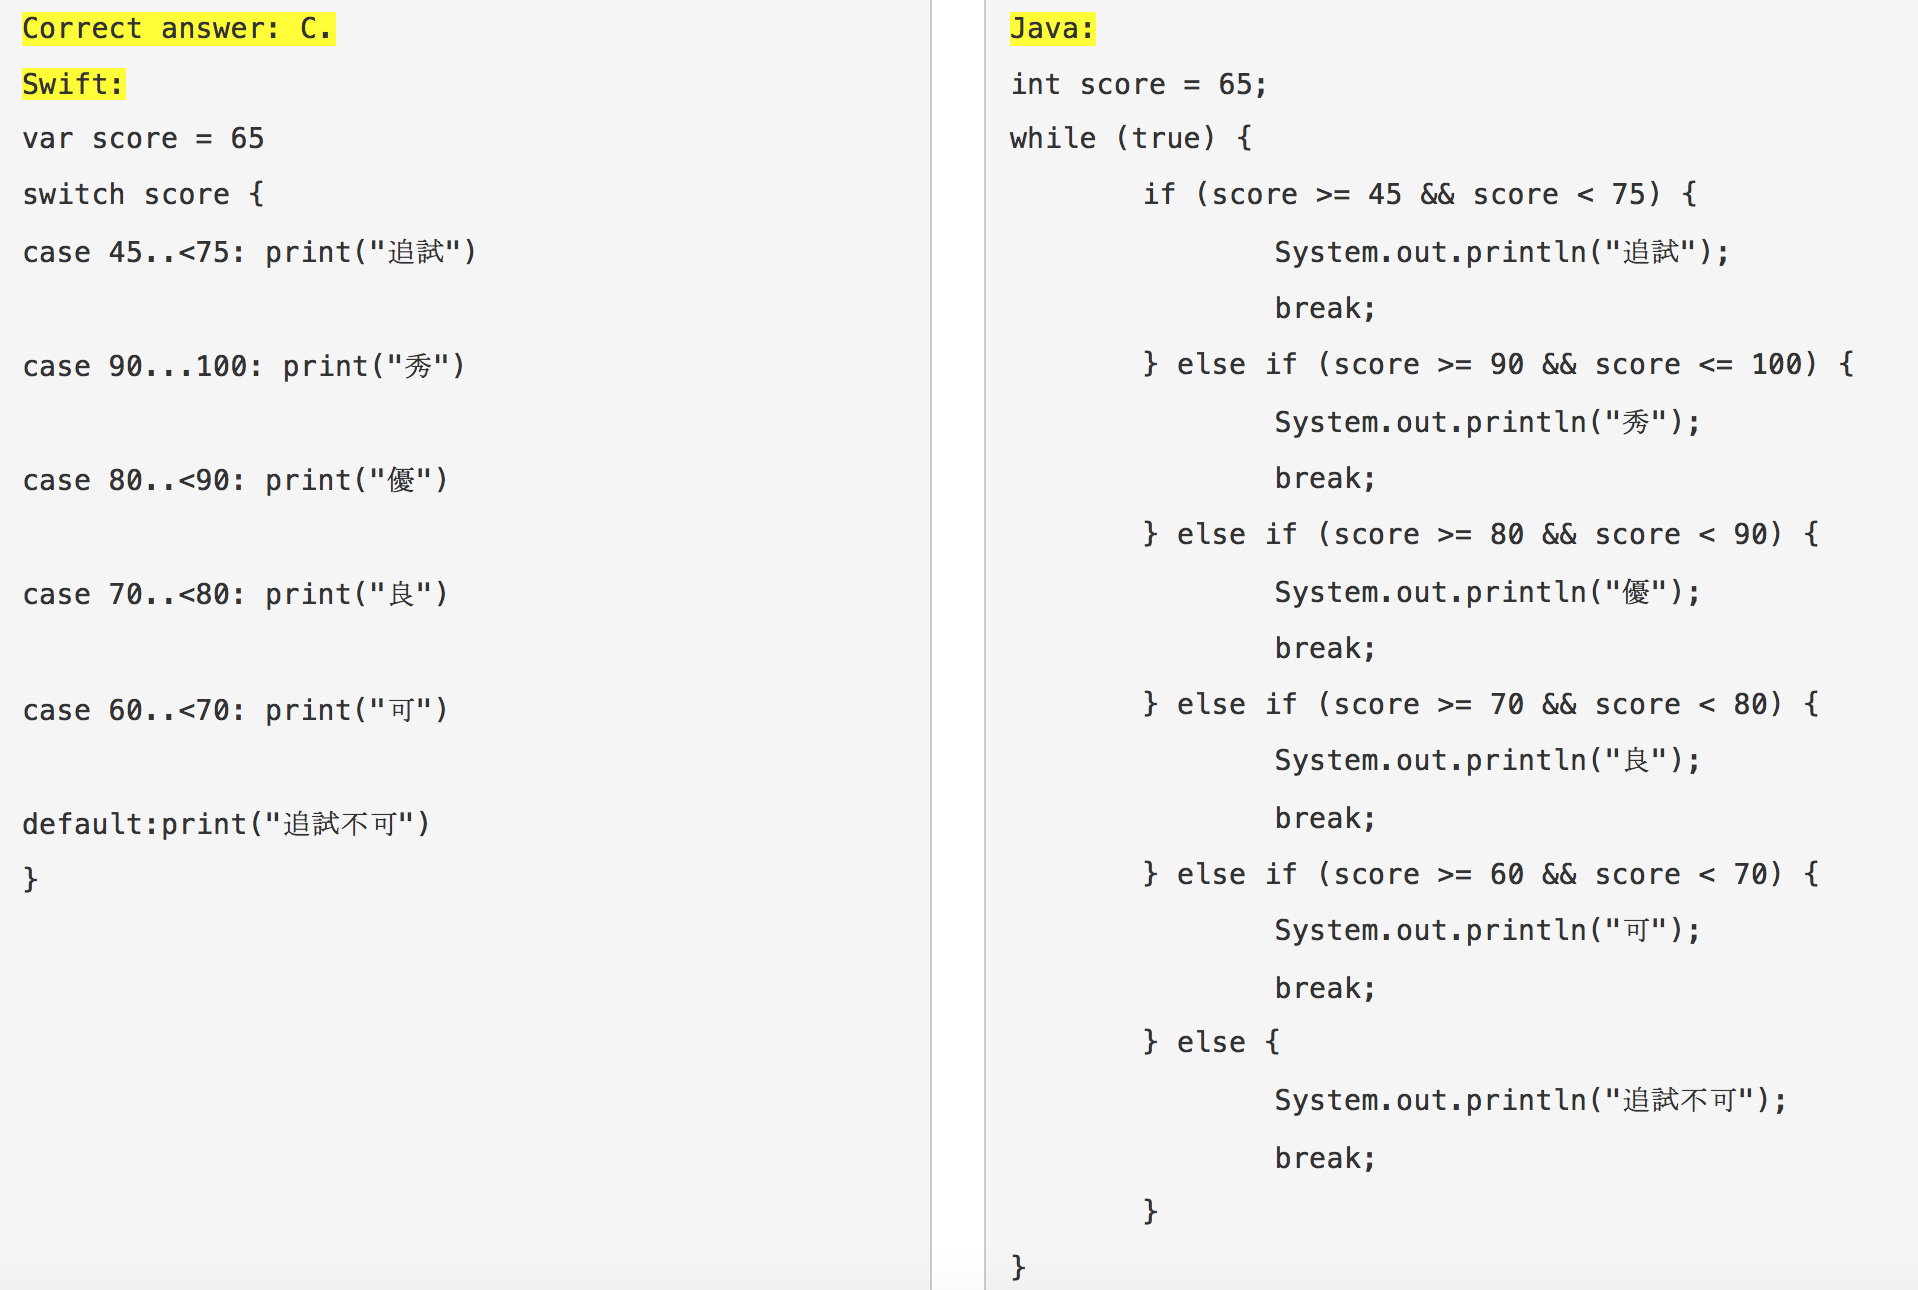 Correct answer: C.
Swift:
var score = 65
switch score {
case 45..<75: print("追試")
case 90...100: print("秀")
case 80..<90: print("優")
case 70..<80: print("良")
case 60..<70: print("可")
default:print("追試不可")
}
Java:
int score = 65;
while (true) {
if (score >= 45 && score < 75) {
System.out.println("追試");
break;
} else if (score >= 90 && score <= 100) {
System.out.println("秀");
break;
} else if (score >= 80 && score < 90) {
System.out.println("優");
break;
} else if (score >= 70 && score < 80) {
System.out.println("良");
break;
} else if (score >= 60 && score < 70) {
System.out.println("可");
break;
} else {
System.out.println("追試不可");
break;
}
}